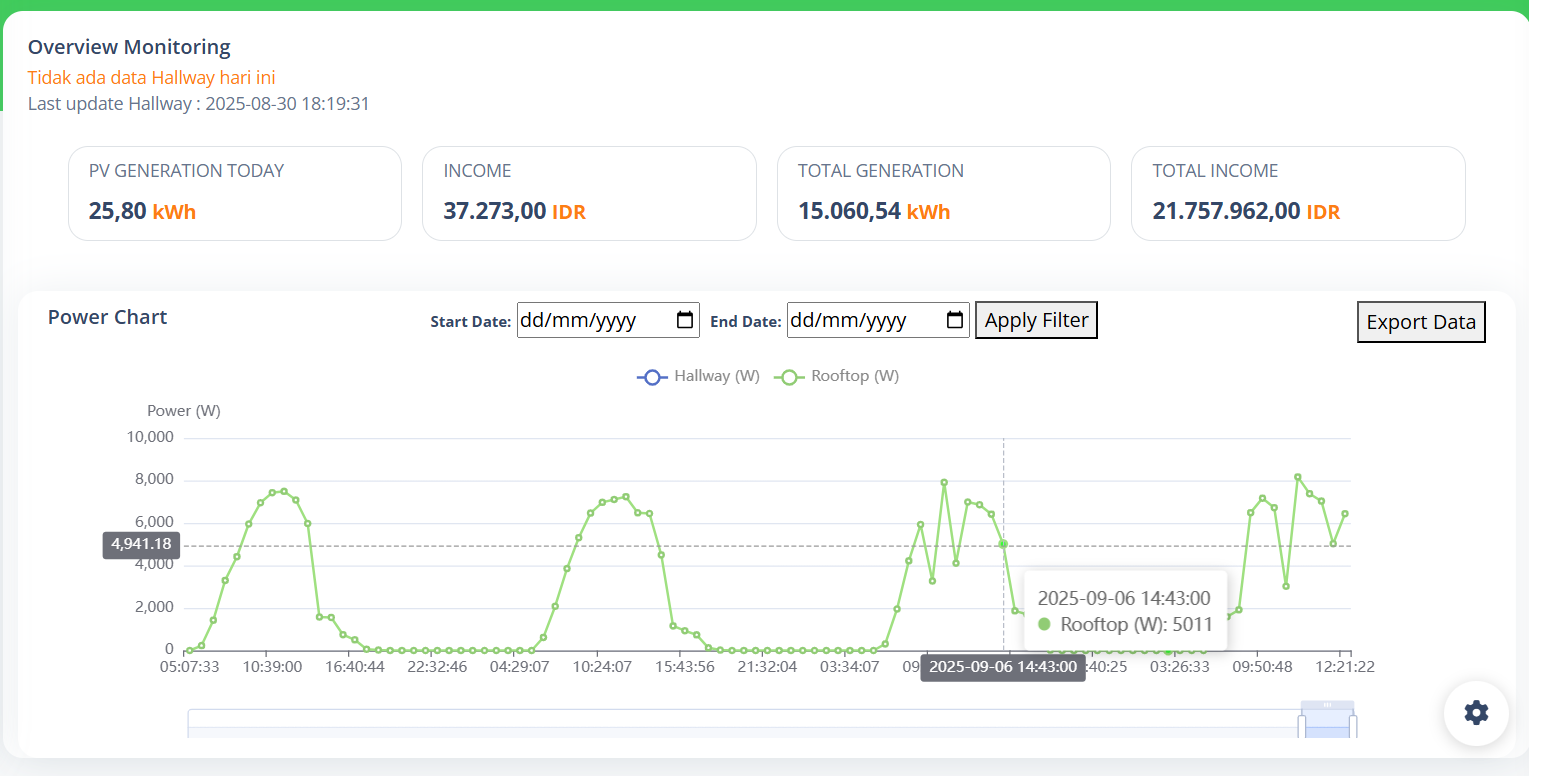 Overview Monitoring
Tidak ada data Hallway hari ini
Last update Hallway : 2025-08-30 18:19:31
PV GENERATION TODAY
25,80 kWh
INCOME
37.273,00 IDR
TOTAL GENERATION
15.060,54 kWh
TOTAL INCOME
21.757.962,00 IDR
Power Chart
Start Date: dd/mm/yyyy End Date: dd/mm/yyyy Apply Filter
Export Data
Hallway (W) Rooftop (W)
Power (W)
10,000
8,000
6,000
4,941.18
4,000
2,000
0
2025-09-06 14:43:00
Rooftop (W): 5011
05:07:33 10:39:00 16:40:44 22:32:46 04:29:07 10:24:07 15:43:56 21:32:04 03:34:07 09 2025-09-06 14:43:00 :40:25 03:26:33 09:50:48 12:21:22